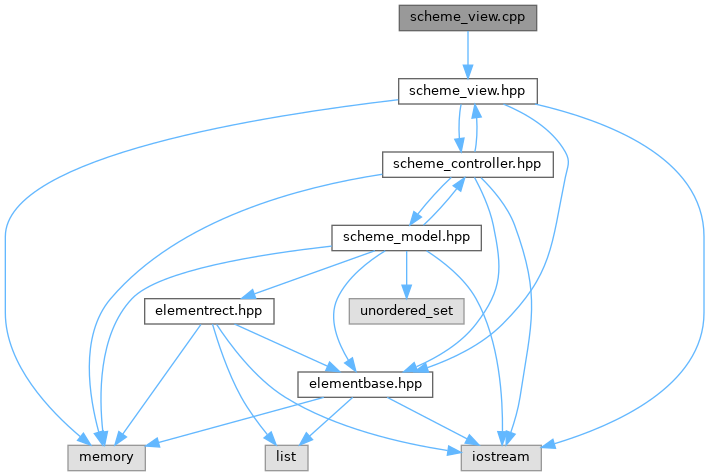 scheme_view.cpp
scheme_view.hpp
scheme_controller.hpp
scheme_model.hpp
elementrect.hpp
unordered_set
elementbase.hpp
memory
list
iostream